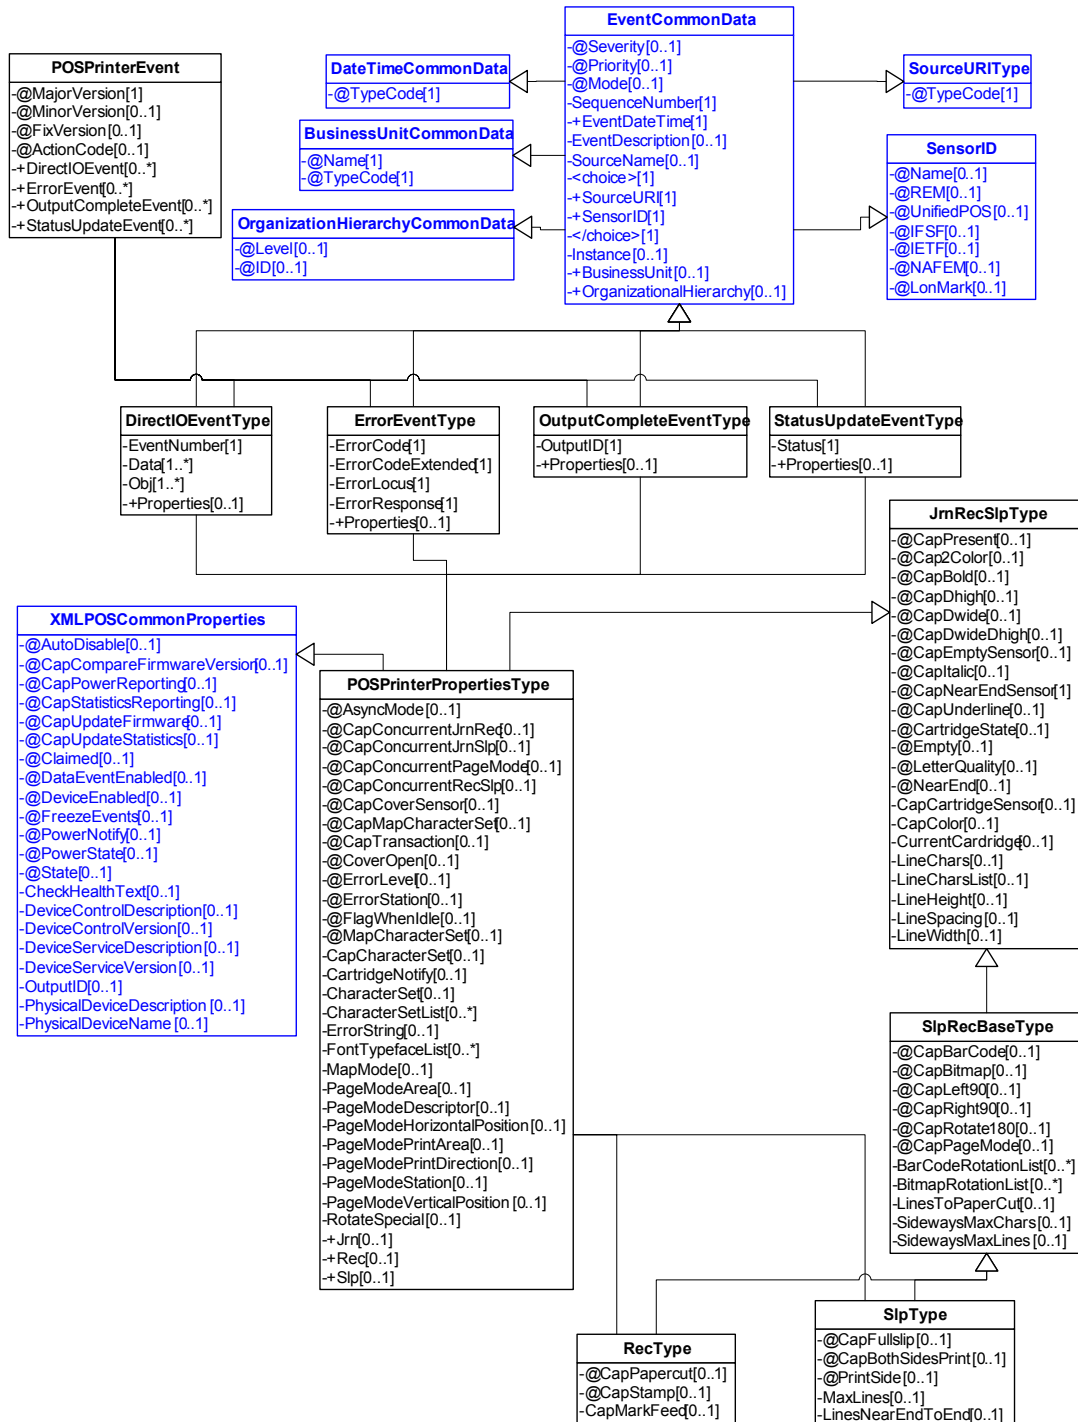 EventCommonData
-@Severity[0..1]
-@Priority[0..1]
-@Mode[0..1]
-SequenceNumber[1]
-+EventDateTime[1]
-EventDescription[0..1]
-SourceName[0..1]
-<choice>[1]
-+SourceURI[1]
-+SensorID[1]
-</choice>[1]
-Instance[0..1]
-+BusinessUnit[0..1]
-+OrganizationalHierarchy[0..1]
POSPrinterEvent
-@MajorVersion[1]
-@MinorVersion[0..1]
-@FixVersion[0..1]
-@ActionCode[0..1]
-+DirectIOEvent[0..*]
-+ErrorEvent[0..*]
-+OutputCompleteEvent[0..*]
-+StatusUpdateEvent[0..*]
DateTimeCommonData
-@TypeCode[1]
BusinessUnitCommonData
-@Name[1]
-@TypeCode[1]
OrganizationHierarchyCommonData
-@Level[0..1]
-@ID[0..1]
SourceURIType
-@TypeCode[1]
SensorID
-@Name[0..1]
-@REM[0..1]
-@UnifiedPOS[0..1]
-@IFSF[0..1]
-@IETF[0..1]
-@NAFEM[0..1]
-@LonMark[0..1]
DirectIOEventType
-EventNumber[1]
-Data[1..*]
-Obj[1..*]
-+Properties[0..1]
ErrorEventType
-ErrorCode[1]
-ErrorCodeExtended[1]
-ErrorLocus[1]
-ErrorResponse[1]
-+Properties[0..1]
OutputCompleteEventType
-OutputID[1]
-+Properties[0..1]
StatusUpdateEventType
-Status[1]
-+Properties[0..1]
JrnRecSlpType
-@CapPresent[0..1]
-@Cap2Color[0..1]
-@CapBold[0..1]
-@CapDhigh[0..1]
-@CapDwide[0..1]
-@CapDwideDhigh[0..1]
-@CapEmptySensor[0..1]
-@CapItalic[0..1]
-@CapNearEndSensor[1]
-@CapUnderline[0..1]
-@CartridgeState[0..1]
-@Empty[0..1]
-@LetterQuality[0..1]
-@NearEnd[0..1]
-CapCartridgeSensor[0..1]
-CapColor[0..1]
-CurrentCardridge[0..1]
-LineChars[0..1]
-LineCharsList[0..1]
-LineHeight[0..1]
-LineSpacing[0..1]
-LineWidth[0..1]
XMLPOSCommonProperties
-@AutoDisable[0..1]
-@CapCompareFirmwareVersion[0..1]
-@CapPowerReporting[0..1]
-@CapStatisticsReporting[0..1]
-@CapUpdateFirmware[0..1]
-@CapUpdateStatistics[0..1]
-@Claimed[0..1]
-@DataEventEnabled[0..1]
-@DeviceEnabled[0..1]
-@FreezeEvents[0..1]
-@PowerNotify[0..1]
-@PowerState[0..1]
-@State[0..1]
-CheckHealthText[0..1]
-DeviceControlDescription[0..1]
-DeviceControlVersion[0..1]
-DeviceServiceDescription[0..1]
-DeviceServiceVersion[0..1]
-OutputID[0..1]
-PhysicalDeviceDescription [0..1]
-PhysicalDeviceName [0..1]
POSPrinterPropertiesType
-@AsyncMode[0..1]
-@CapConcurrentJrnRec[0..1]
-@CapConcurrentJrnSlp[0..1]
-@CapConcurrentPageMode[0..1]
-@CapConcurrentRecSlp[0..1]
-@CapCoverSensor[0..1]
-@CapMapCharacterSet[0..1]
-@CapTransaction[0..1]
-@CoverOpen[0..1]
-@ErrorLevel[0..1]
-@ErrorStation[0..1]
-@FlagWhenIdle[0..1]
-@MapCharacterSet[0..1]
-CapCharacterSet[0..1]
-CartridgeNotify[0..1]
-CharacterSet[0..1]
-CharacterSetList[0..*]
-ErrorString[0..1]
-FontTypefaceList[0..*]
-MapMode[0..1]
-PageModeArea[0..1]
-PageModeDescriptor[0..1]
-PageModeHorizontalPosition[0..1]
-PageModePrintArea[0..1]
-PageModePrintDirection[0..1]
-PageModeStation[0..1]
-PageModeVerticalPosition [0..1]
-RotateSpecial[0..1]
-+Jrn[0..1]
-+Rec[0..1]
-+Slp[0..1]
SlpRecBaseType
-@CapBarCode[0..1]
-@CapBitmap[0..1]
-@CapLeft90[0..1]
-@CapRight90[0..1]
-@CapRotate180[0..1]
-@CapPageMode[0..1]
-BarCodeRotationList[0..*]
-BitmapRotationList[0..*]
-LinesToPaperCut[0..1]
-SidewaysMaxChars[0..1]
-SidewaysMaxLines [0..1]
RecType
-@CapPapercut[0..1]
-@CapStamp[0..1]
-CapMarkFeed[0..1]
SlpType
-@CapFullslip[0..1]
-@CapBothSidesPrint[0..1]
-@PrintSide[0..1]
-MaxLines[0..1]
-LinesNearEndToEnd[0..1]